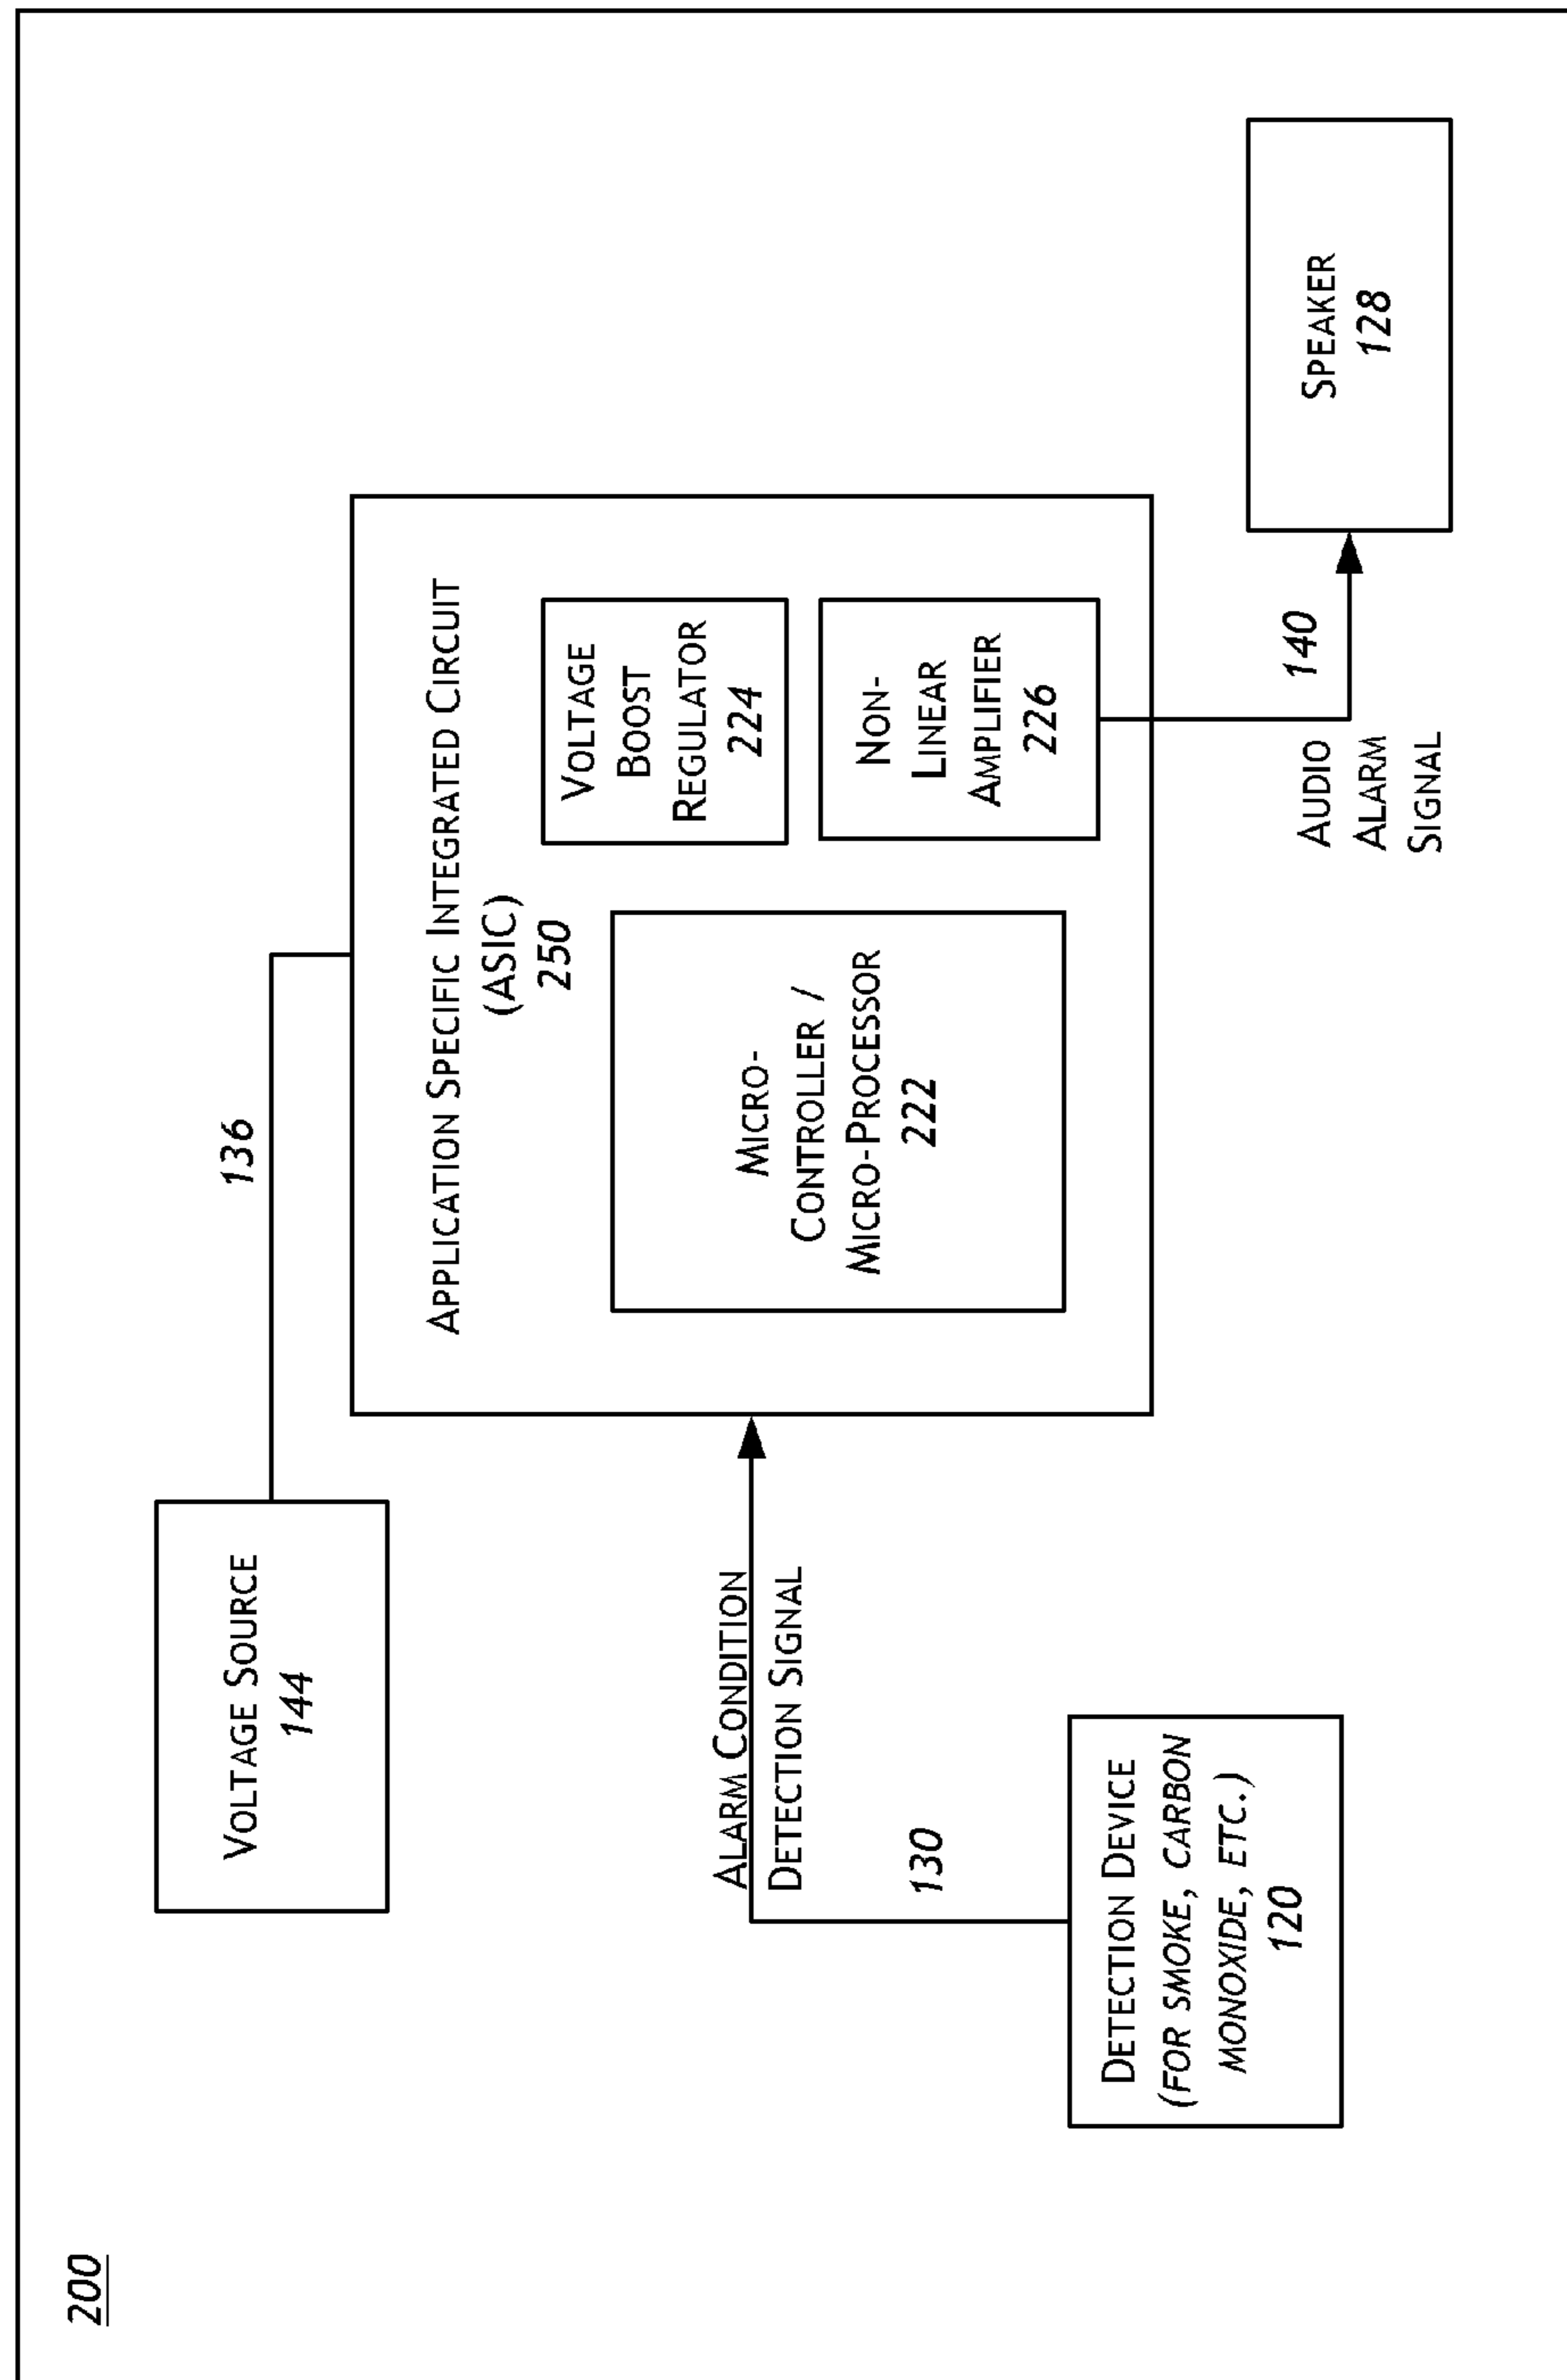 200
VOLTAGE SOURCE
144
136
APPLICATION SPECIFIC INTEGRATED CIRCUIT
(ASIC)
250
MICRO-
CONTROLLER /
MICRO-PROCESSOR
222
VOLTAGE
BOOST
REGULATOR
224
NON-
LINEAR
AMPLIFIER
226
ALARM CONDITION
DETECTION SIGNAL
130
DETECTION DEVICE
(FOR SMOKE, CARBON
MONOXIDE, ETC.)
120
AUDIO
ALARM
SIGNAL
140
SPEAKER
128